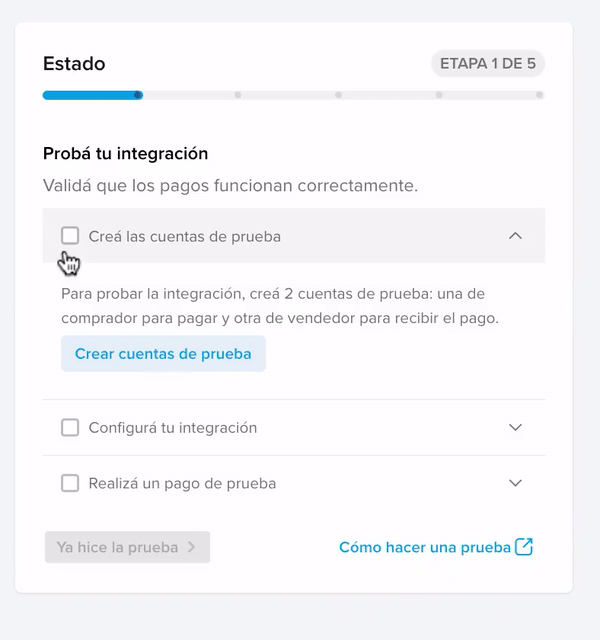 Estado
ETAPA 1 DE 5
Probá tu integración
Validá que los pagos funcionan correctamente.
Creá las cuentas de prueba
Para probar la integración, creá 2 cuentas de prueba: una de
comprador para pagar y otra de vendedor para recibir el pago.
Crear cuentas de prueba
Configurá tu integración
Realizá un pago de prueba
Ya hice la prueba
Cómo hacer una prueba